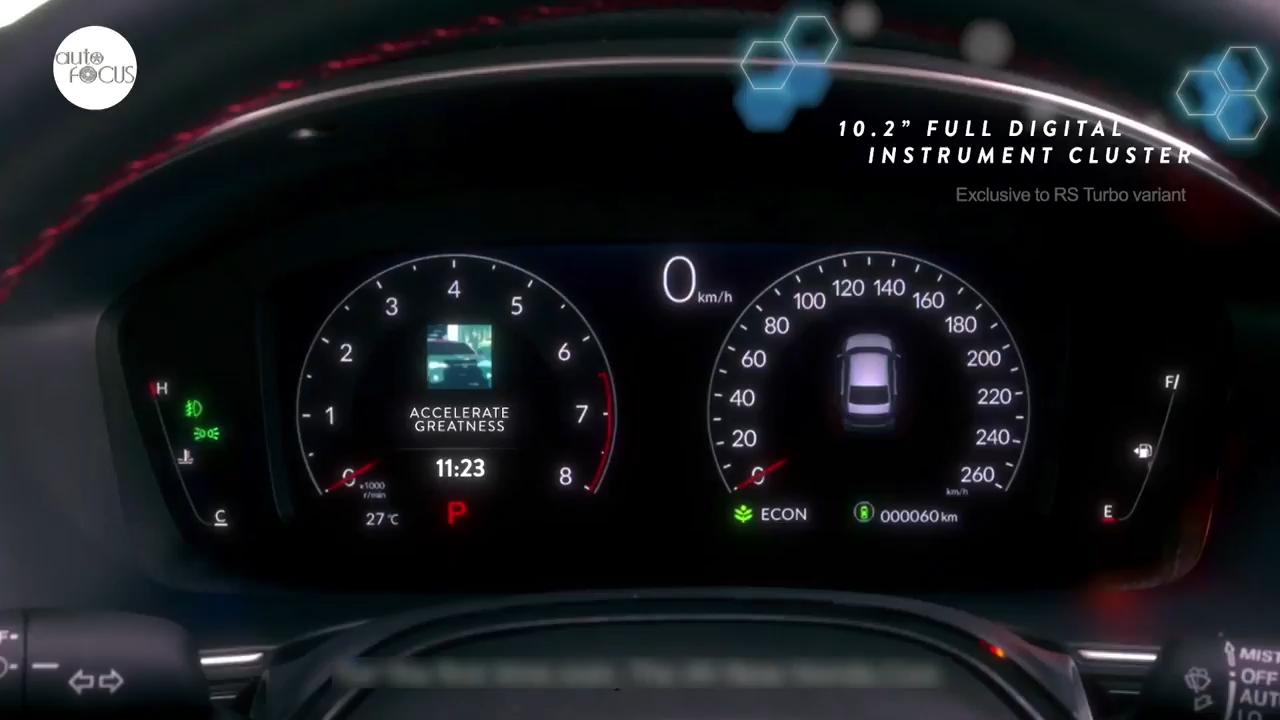 auto
FOCUS
10.2” FULL DIGITAL
INSTRUMENT CLUSTER
Exclusive to RS Turbo variant
0 km/h
0 1 2 3 4 5 6 7 8
×1000
r/min
ACCELERATE
GREATNESS
11:23
27°C
P
0 20 40 60 80 100 120 140 160 180 200 220 240 260
km/h
ECON
000060 km
H
C
F
E
MIST
OFF
AUT
LO